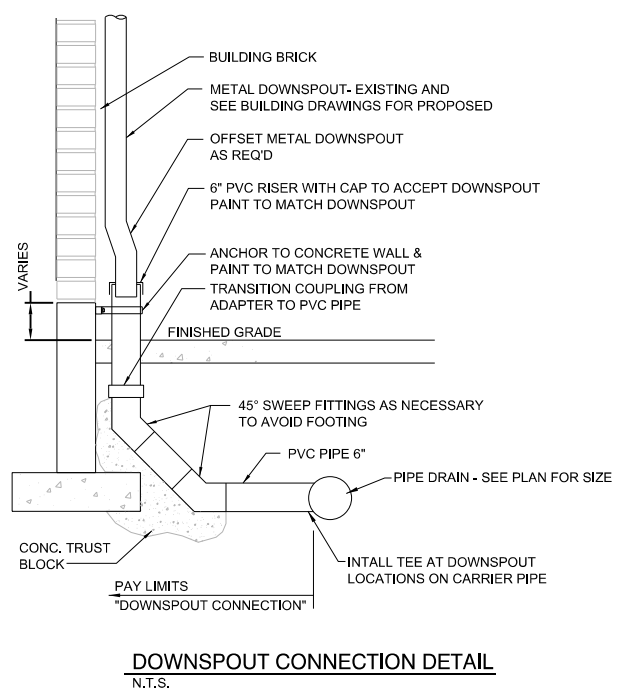 BUILDING BRICK
METAL DOWNSPOUT- EXISTING AND
SEE BUILDING DRAWINGS FOR PROPOSED
OFFSET METAL DOWNSPOUT
AS REQ'D
6" PVC RISER WITH CAP TO ACCEPT DOWNSPOUT
PAINT TO MATCH DOWNSPOUT
VARIES
ANCHOR TO CONCRETE WALL &
PAINT TO MATCH DOWNSPOUT
TRANSITION COUPLING FROM
ADAPTER TO PVC PIPE
FINISHED GRADE
45° SWEEP FITTINGS AS NECESSARY
TO AVOID FOOTING
PVC PIPE 6"
PIPE DRAIN - SEE PLAN FOR SIZE
CONC. TRUST
BLOCK
INTALL TEE AT DOWNSPOUT
LOCATIONS ON CARRIER PIPE
PAY LIMITS
"DOWNSPOUT CONNECTION"
DOWNSPOUT CONNECTION DETAIL
N.T.S.